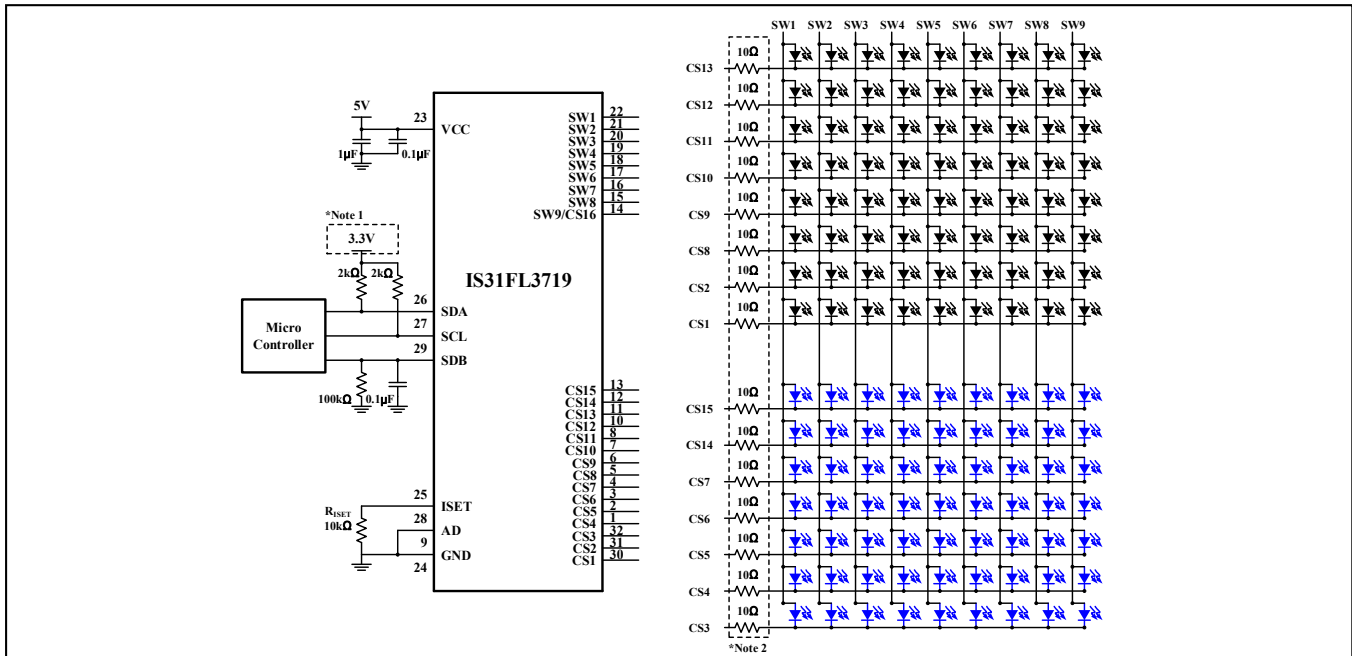 5V
23
VCC
1µF
0.1µF
*Note 1
3.3V
2kΩ
2kΩ
Micro
Controller
26
SDA
27
SCL
29
SDB
100kΩ
0.1µF
25
ISET
RISET
10kΩ
28
AD
9
GND
24
IS31FL3719
SW1 22
SW2 21
SW3 20
SW4 19
SW5 18
SW6 17
SW7 16
SW8 15
SW9/CS16 14
CS15 13
CS14 12
CS13 11
CS12 10
CS11 8
CS10 7
CS9 6
CS8 5
CS7 4
CS6 3
CS5 2
CS4 1
CS3 32
CS2 31
CS1 30
SW1 SW2 SW3 SW4 SW5 SW6 SW7 SW8 SW9
10Ω
CS13
10Ω
CS12
10Ω
CS11
10Ω
CS10
10Ω
CS9
10Ω
CS8
10Ω
CS2
10Ω
CS1
10Ω
CS15
10Ω
CS14
10Ω
CS7
10Ω
CS6
10Ω
CS5
10Ω
CS4
10Ω
CS3
*Note 2